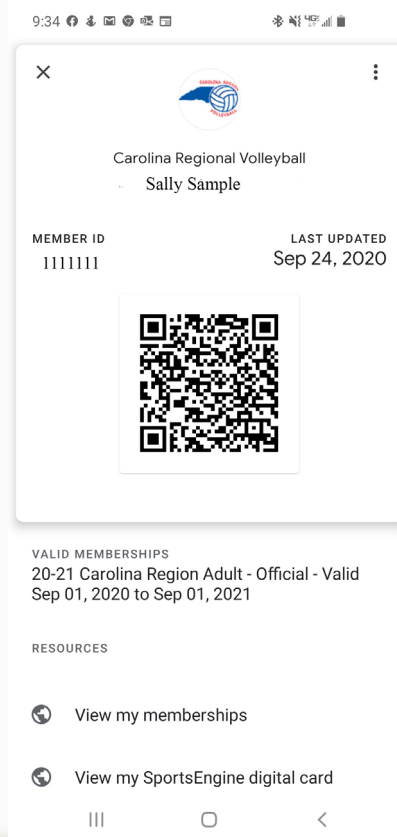 9:34
4GE
Carolina Regional Volleyball
Sally Sample
MEMBER ID
LAST UPDATED
1111111
Sep 24, 2020
VALID MEMBERSHIPS
20-21 Carolina Region Adult - Official - Valid
Sep 01, 2020 to Sep 01, 2021
RESOURCES
View my memberships
View my SportsEngine digital card